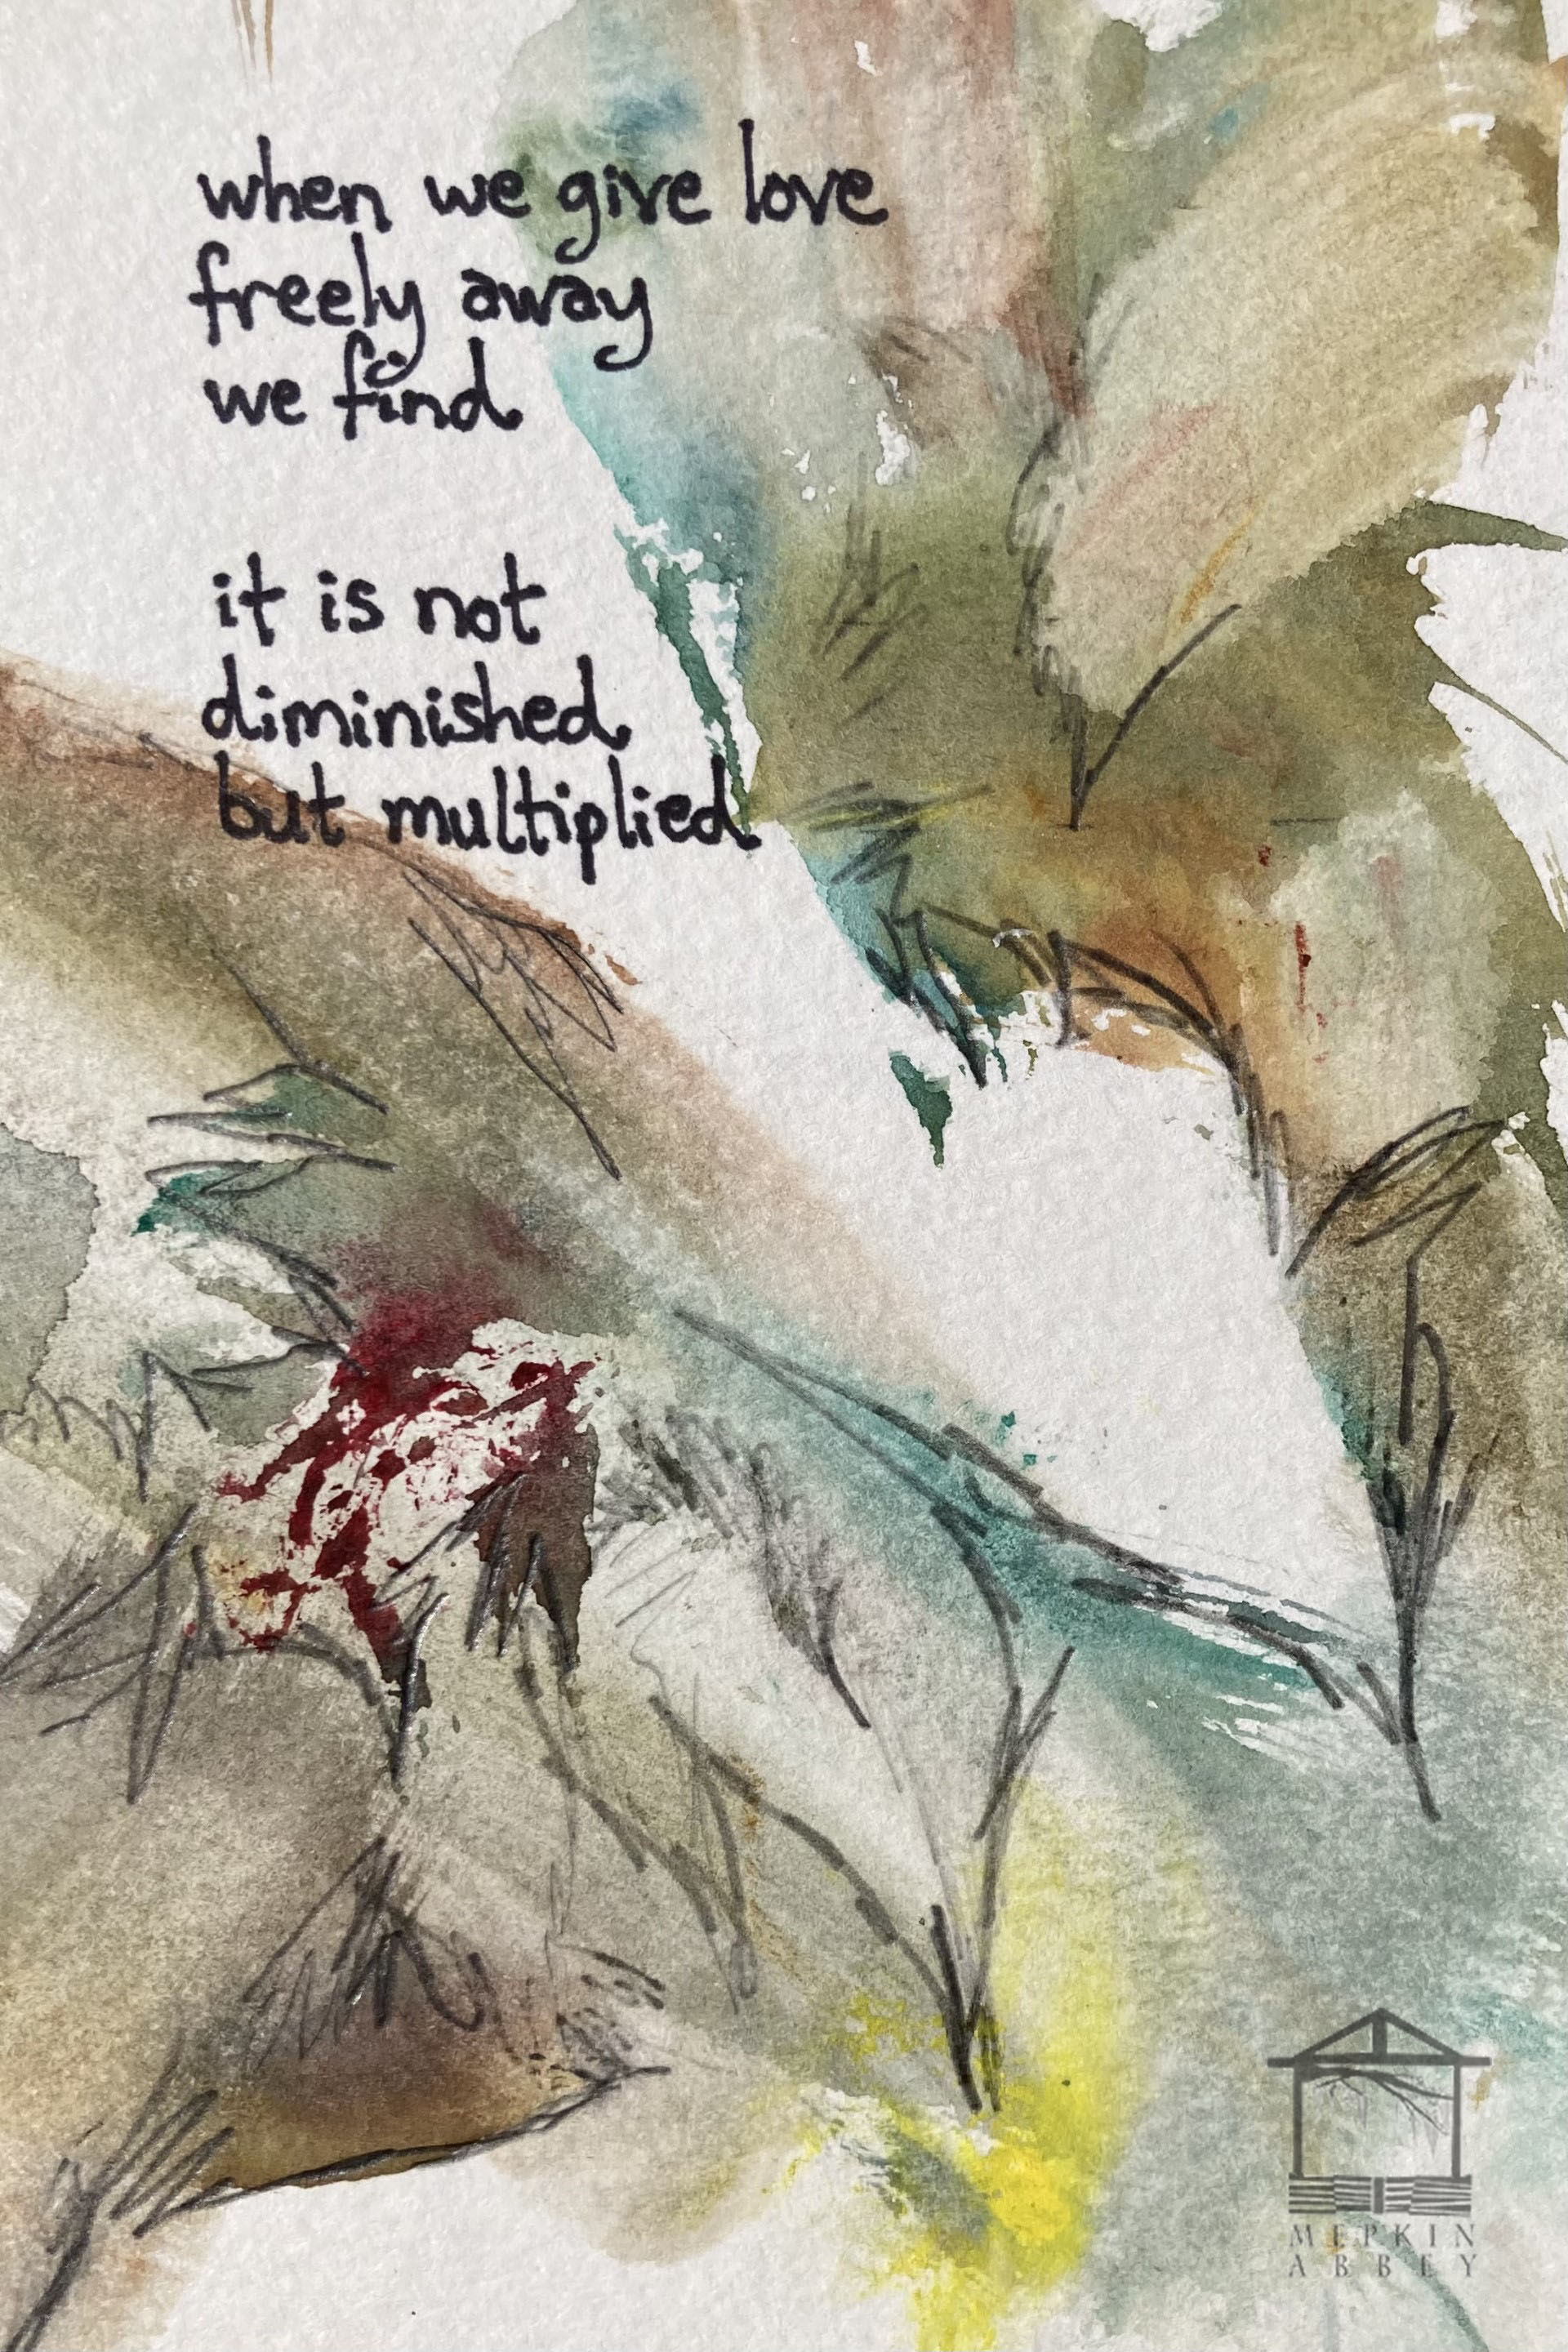 when we give love
freely away
we find
it is not
diminished
but multiplied
MEPKIN
ABBEY